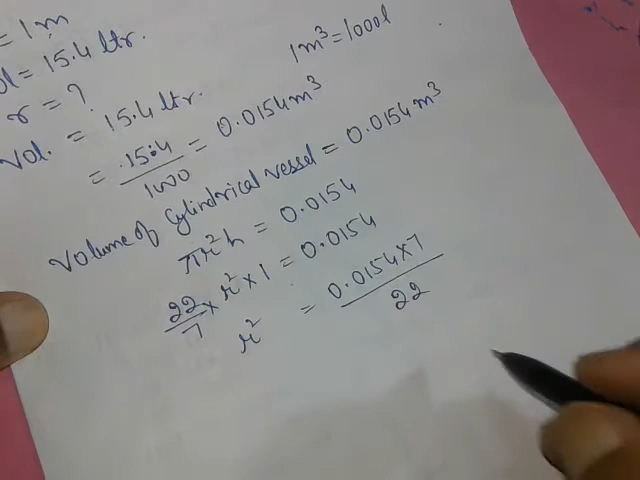 = 1 m
ol = 15.4 ltr.
r = ?
1m³ = 1000l
Vol. = 15.4 ltr.
= 15.4/1000 = 0.0154 m³
Volume of Cylindrical vessel = 0.0154 m³
πr²h = 0.0154
22/7 × r² × 1 = 0.0154
r² = 0.0154 × 7/22